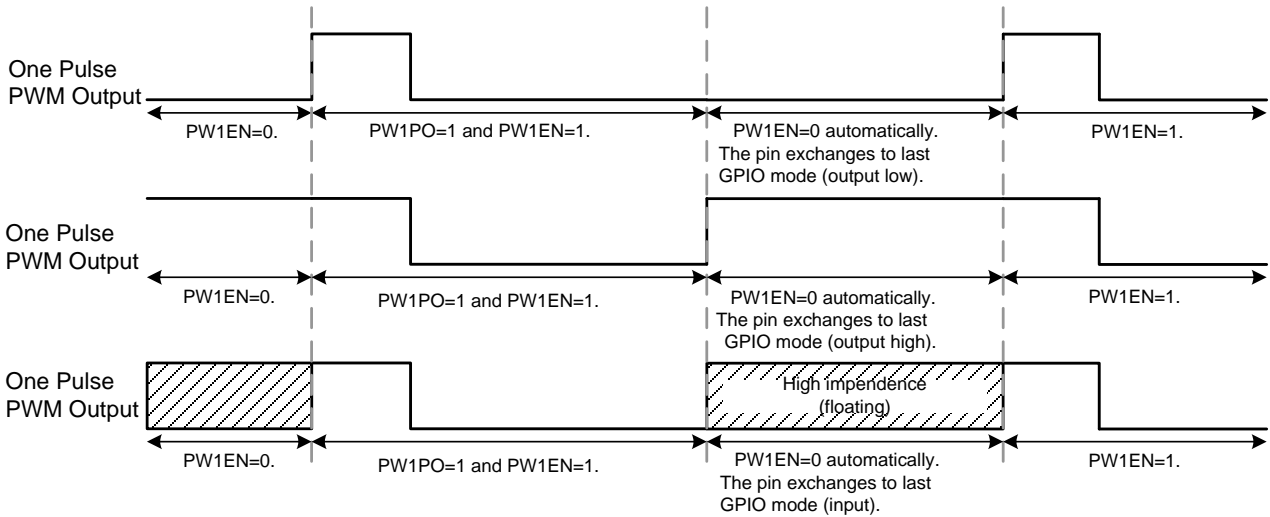 One Pulse
PWM Output
PW1EN=0.
PW1PO=1 and PW1EN=1.
PW1EN=0 automatically.
The pin exchanges to last
GPIO mode (output low).
PW1EN=1.
One Pulse
PWM Output
PW1EN=0.
PW1PO=1 and PW1EN=1.
PW1EN=0 automatically.
The pin exchanges to last
GPIO mode (output high).
PW1EN=1.
One Pulse
PWM Output
High impendence
(floating)
PW1EN=0.
PW1PO=1 and PW1EN=1.
PW1EN=0 automatically.
The pin exchanges to last
GPIO mode (input).
PW1EN=1.